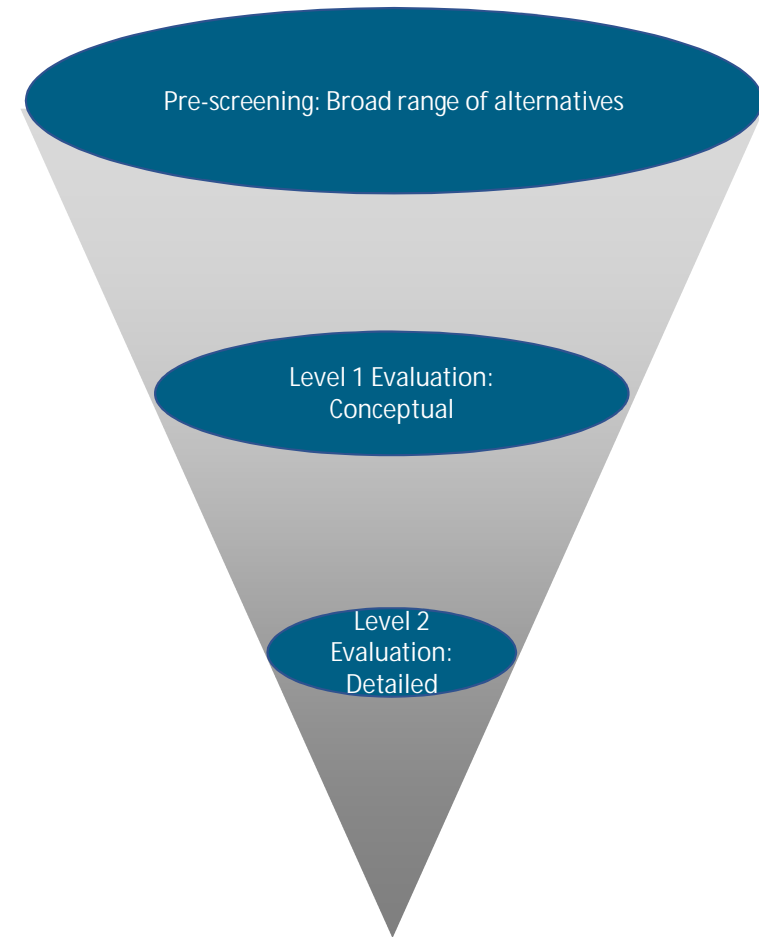 Pre-screening: Broad range of alternatives
Level 1 Evaluation:
Conceptual
Level 2
Evaluation:
Detailed